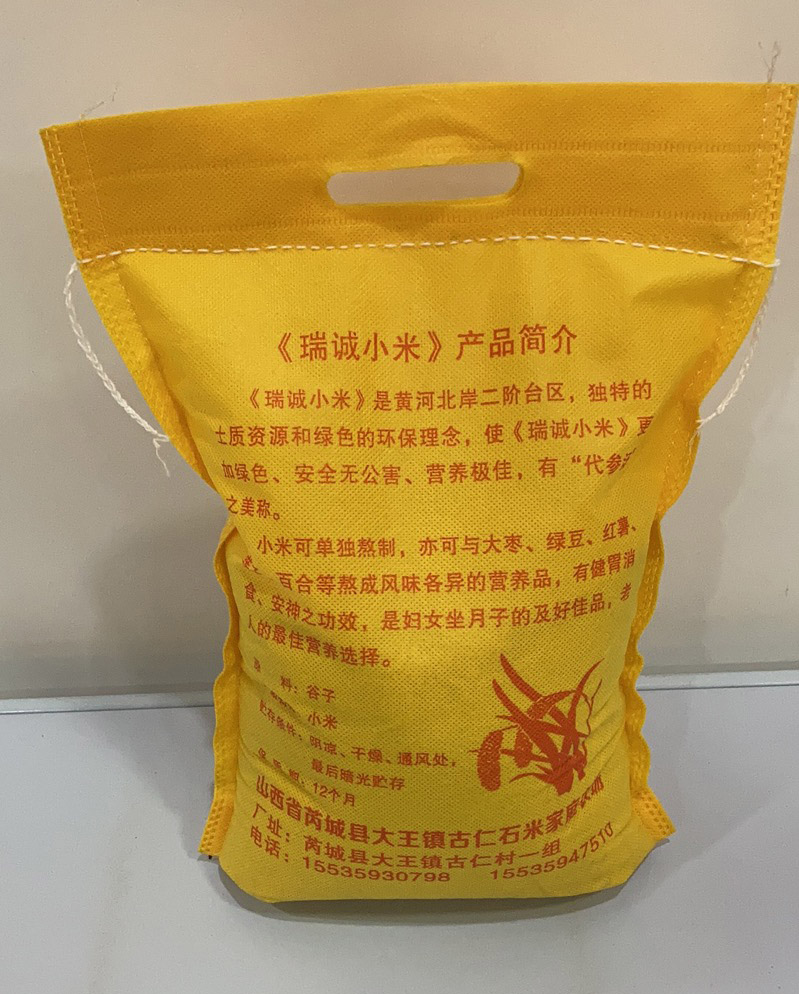 《瑞诚小米》产品简介
《瑞诚小米》是黄河北岸二阶台区，独特的
土质资源和绿色的环保理念，使《瑞诚小米》更
加绿色、安全无公害、营养极佳，有“代参
之美称。
小米可单独熬制，亦可与大枣、绿豆、红薯、
百合等熬成风味各异的营养品，有健胃消
食、安神之功效，是妇女坐月子的及好佳品，老
人的最佳营养选择。
原 料：谷子
小米
贮存条件：阴凉、干燥、通风处，
最后暗光贮存
保质期：12个月
山西省芮城县大王镇古仁石米家庭农场
厂址：芮城县大王镇古仁村一组
电话：15535930798 15535947510